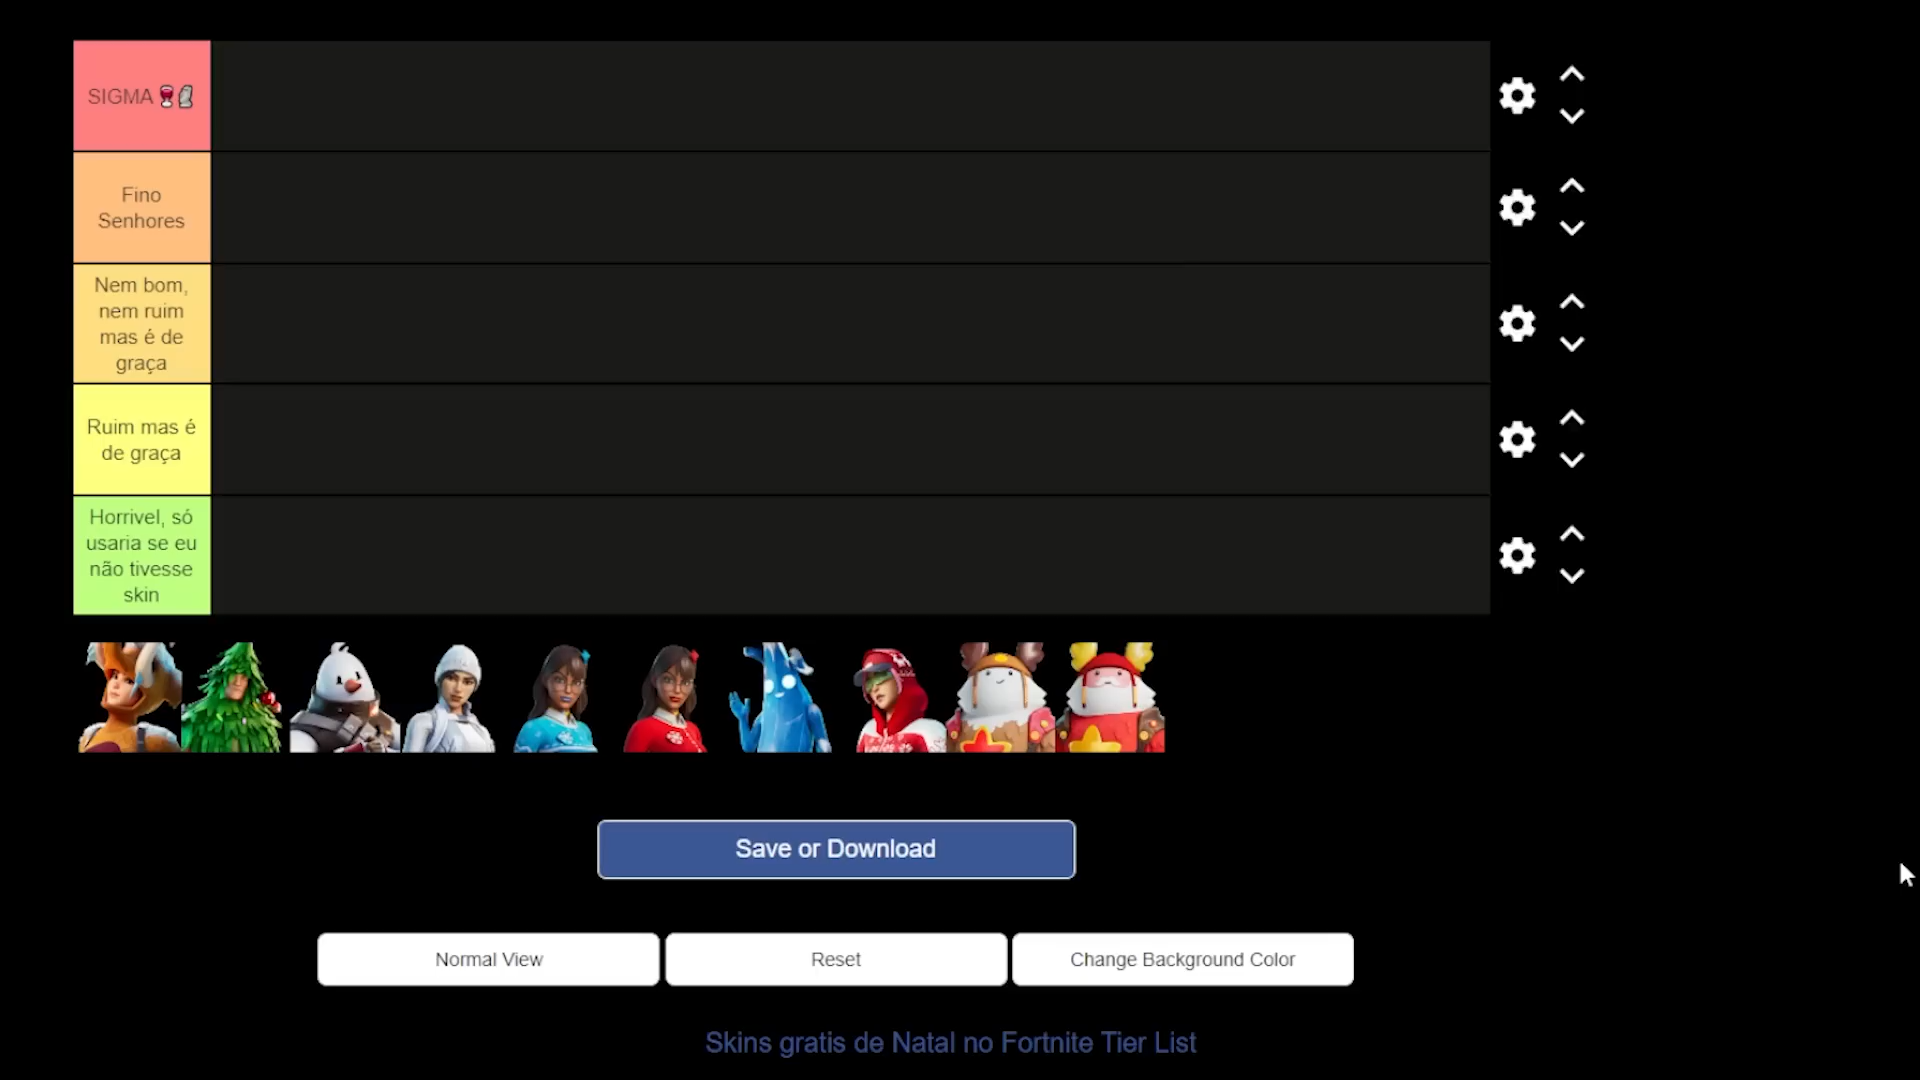 SIGMA🍷🗿
Fino
Senhores
Nem bom,
nem ruim
mas é de
graça
Ruim mas é
de graça
Horrivel, só
usaria se eu
não tivesse
skin
Save or Download
Normal View
Reset
Change Background Color
Skins gratis de Natal no Fortnite Tier List